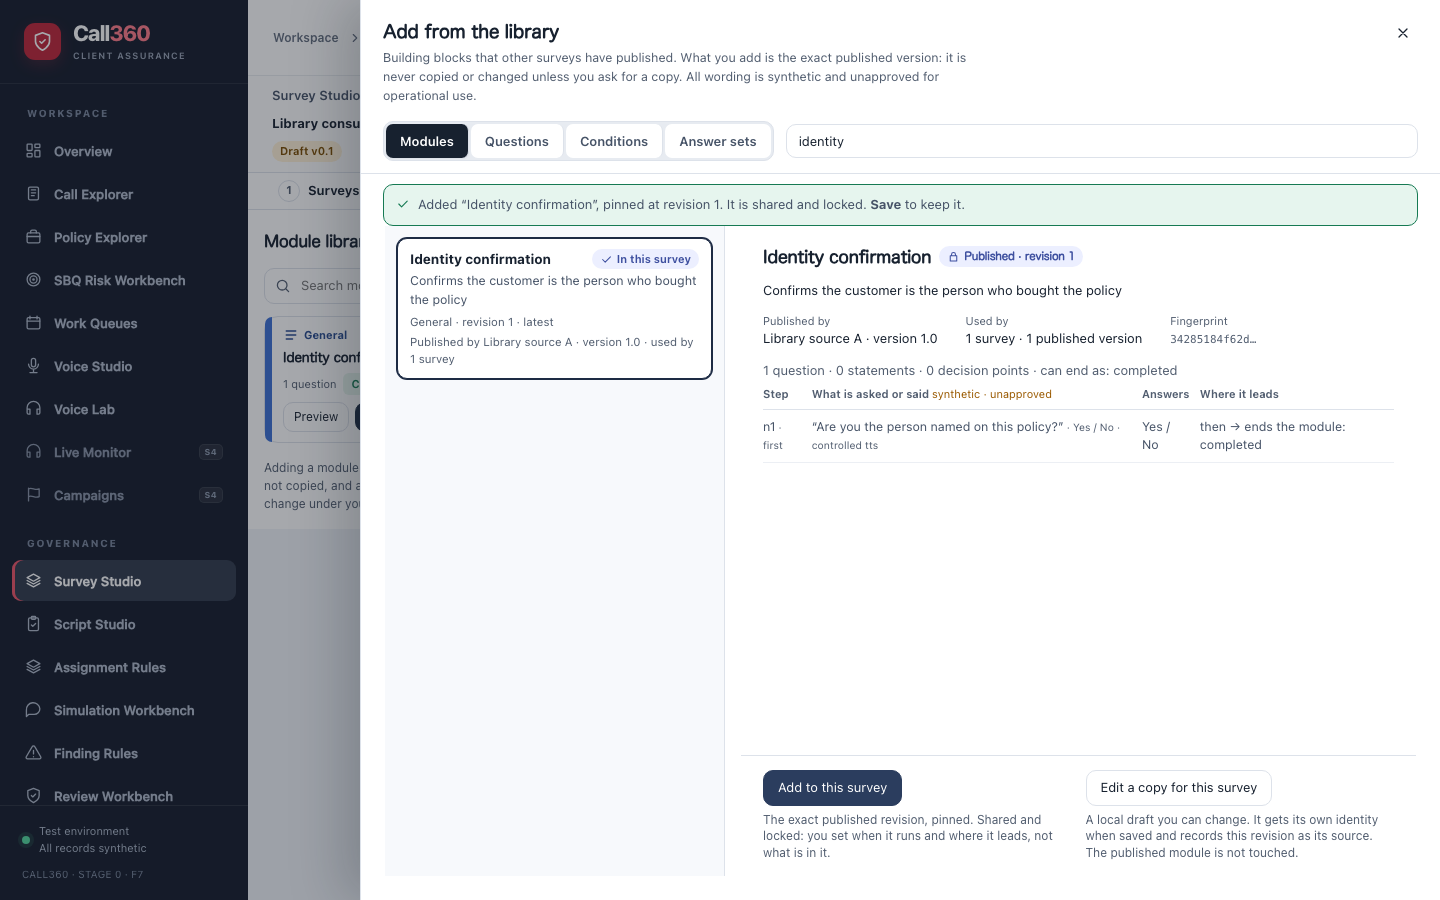 Call360
CLIENT ASSURANCE
WORKSPACE
Overview
Call Explorer
Policy Explorer
SBQ Risk Workbench
Work Queues
Voice Studio
Voice Lab
Live Monitor S4
Campaigns S4
GOVERNANCE
Survey Studio
Script Studio
Assignment Rules
Simulation Workbench
Finding Rules
Review Workbench
Test environment
All records synthetic
CALL360 · STAGE 0 · F7
Workspace
Survey Studio
Library consu
Draft v0.1
1 Surveys
Module librar
Search mo
General
Identity conf
1 question C
Preview
Adding a module
not copied, and a
change under yo
Add from the library
Building blocks that other surveys have published. What you add is the exact published version: it is
never copied or changed unless you ask for a copy. All wording is synthetic and unapproved for
operational use.
Modules Questions Conditions Answer sets
identity
Added “Identity confirmation”, pinned at revision 1. It is shared and locked. Save to keep it.
Identity confirmation In this survey
Confirms the customer is the person who bought
the policy
General · revision 1 · latest
Published by Library source A · version 1.0 · used by
1 survey
Identity confirmation Published · revision 1
Confirms the customer is the person who bought the policy
Published by Used by Fingerprint
Library source A · version 1.0 1 survey · 1 published version 34285184f62d…
1 question · 0 statements · 0 decision points · can end as: completed
Step What is asked or said synthetic · unapproved Answers Where it leads
n1 · “Are you the person named on this policy?” · Yes / No · Yes / then → ends the module:
first controlled tts No completed
Add to this survey
The exact published revision, pinned. Shared and
locked: you set when it runs and where it leads, not
what is in it.
Edit a copy for this survey
A local draft you can change. It gets its own identity
when saved and records this revision as its source.
The published module is not touched.